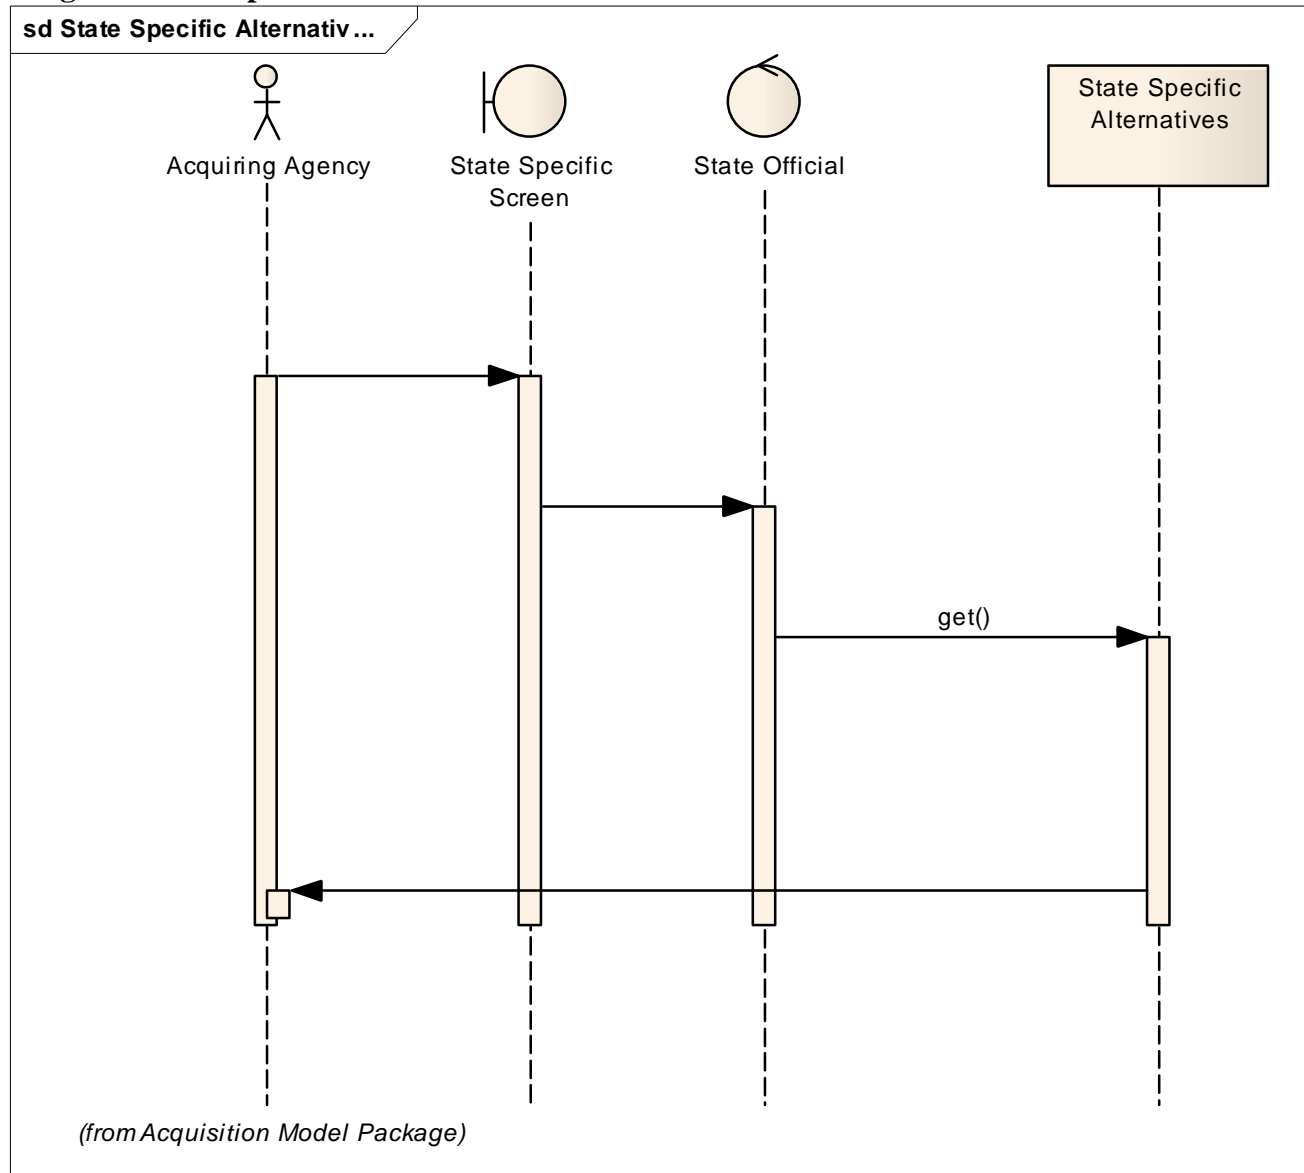 sd State Specific Alternativ...
Acquiring Agency
State Specific
Screen
State Official
State Specific
Alternatives
get()
(from Acquisition Model Package)